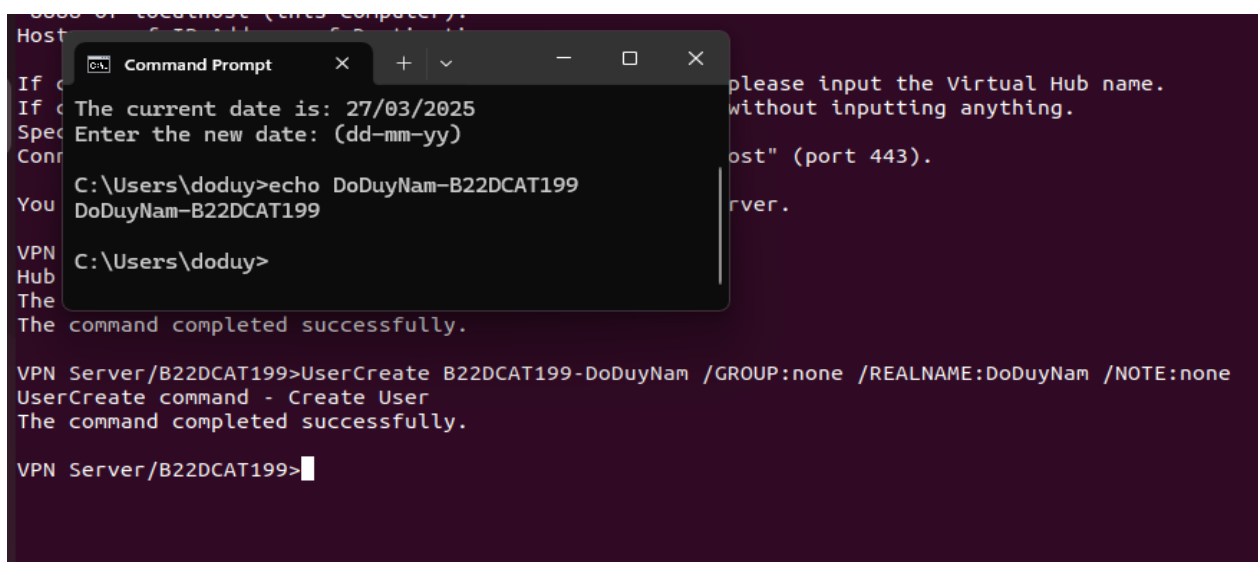 Host
Command Prompt
If
The current date is: 27/03/2025
please input the Virtual Hub name.
If
Enter the new date: (dd-mm-yy)
without inputting anything.
Spec
Conn
ost" (port 443).
C:\Users\doduy>echo DoDuyNam-B22DCAT199
You
DoDuyNam-B22DCAT199
rver.
VPN
C:\Users\doduy>
Hub
The
The command completed successfully.
VPN Server/B22DCAT199>UserCreate B22DCAT199-DoDuyNam /GROUP:none /REALNAME:DoDuyNam /NOTE:none
UserCreate command - Create User
The command completed successfully.
VPN Server/B22DCAT199>